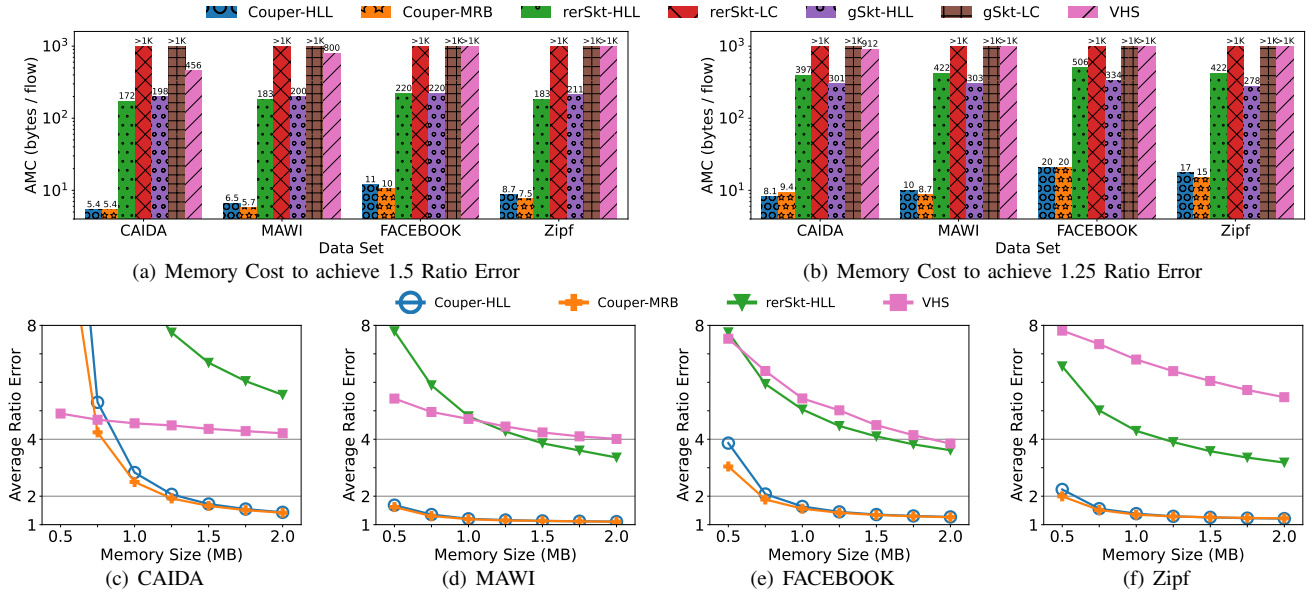 Couper-HLL Couper-MRB rerSkt-HLL rerSkt-LC gSkt-HLL gSkt-LC VHS
AMC (bytes / flow)
10³
10²
10¹
5.4 5.4 172 >1K 198 >1K 456
6.5 5.7 183 >1K 200 >1K 800
11 10 220 >1K 220 >1K >1K
8.7 7.5 183 >1K 211 >1K >1K
CAIDA MAWI FACEBOOK Zipf
Data Set
(a) Memory Cost to achieve 1.5 Ratio Error
AMC (bytes / flow)
10³
10²
10¹
8.1 9.4 397 >1K 301 >1K 912
10 8.7 422 >1K 303 >1K >1K
20 20 506 >1K 334 >1K >1K
17 15 422 >1K 278 >1K >1K
CAIDA MAWI FACEBOOK Zipf
Data Set
(b) Memory Cost to achieve 1.25 Ratio Error
Couper-HLL Couper-MRB rerSkt-HLL VHS
Average Ratio Error
8
4
2
1
0.5 1.0 1.5 2.0
Memory Size (MB)
(c) CAIDA
Average Ratio Error
8
4
2
1
0.5 1.0 1.5 2.0
Memory Size (MB)
(d) MAWI
Average Ratio Error
8
4
2
1
0.5 1.0 1.5 2.0
Memory Size (MB)
(e) FACEBOOK
Average Ratio Error
8
4
2
1
0.5 1.0 1.5 2.0
Memory Size (MB)
(f) Zipf